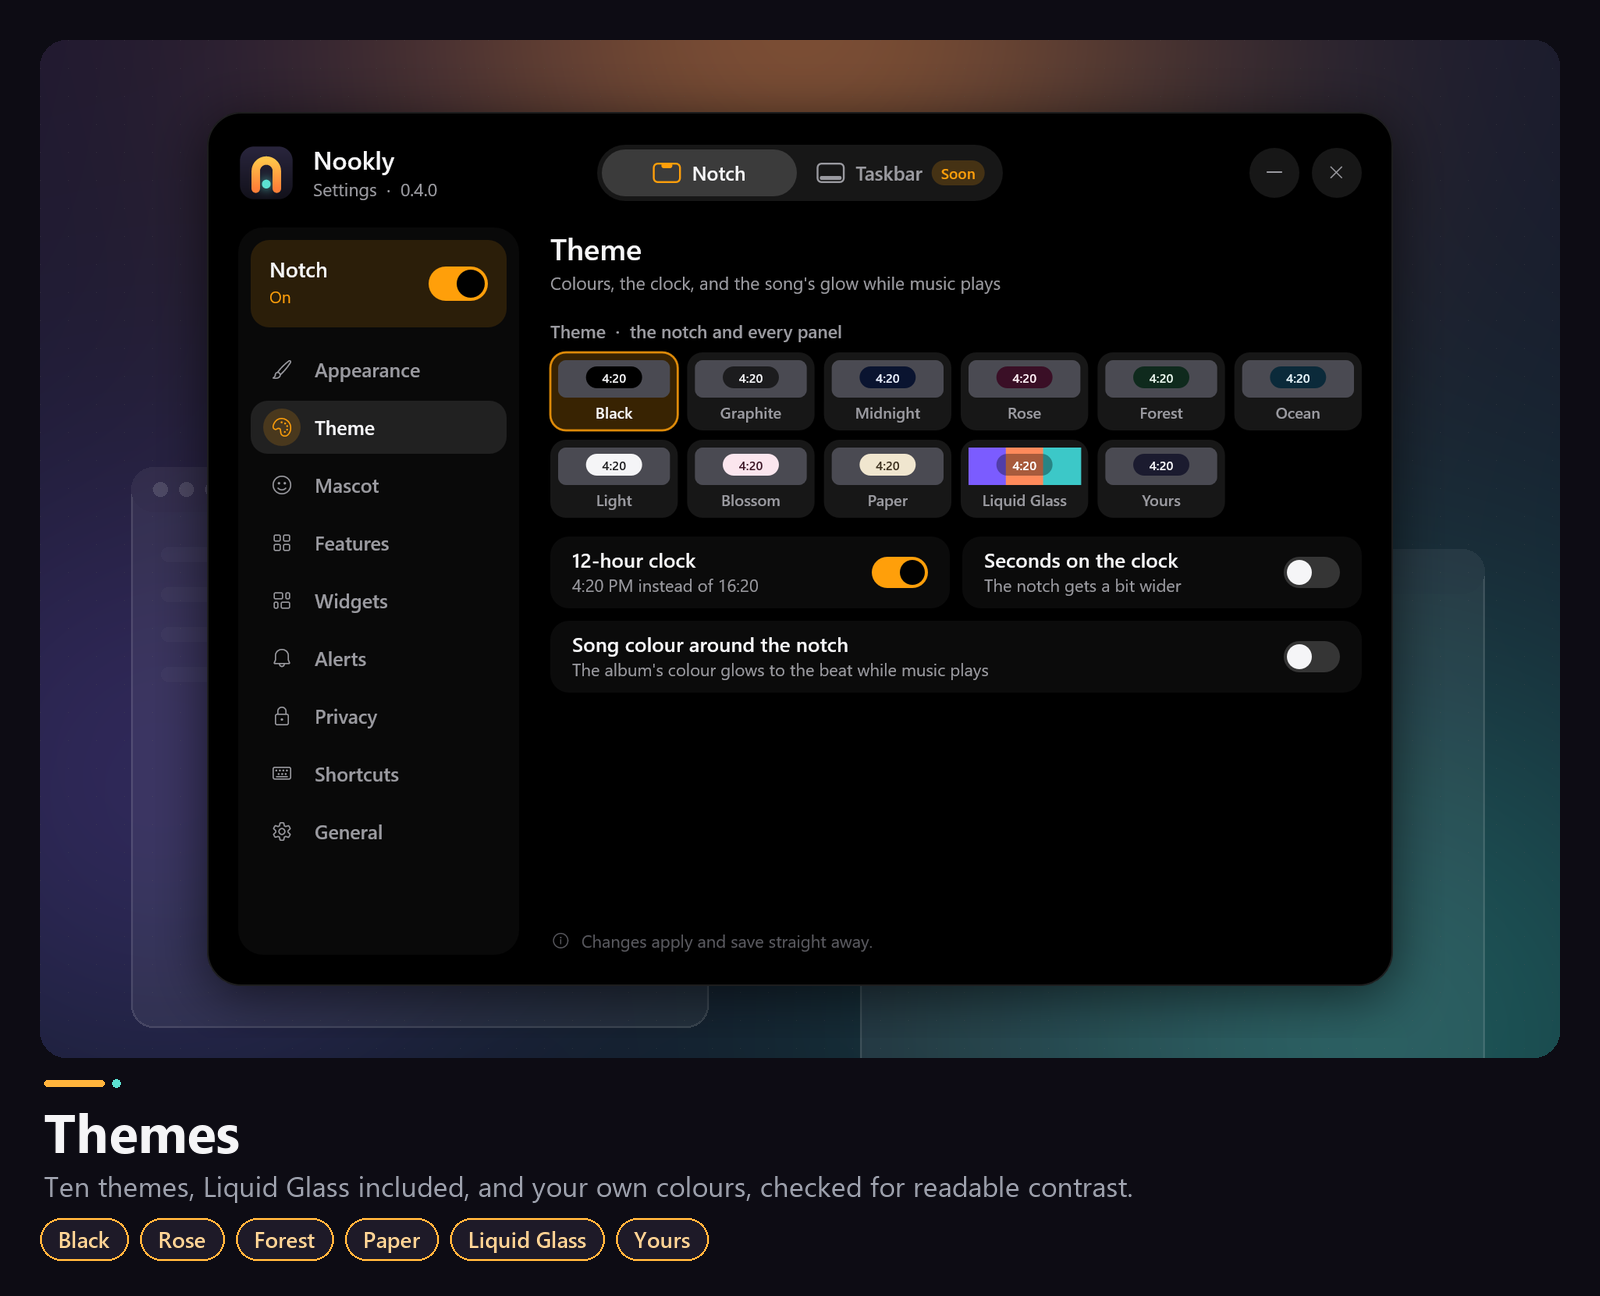 Nookly
Settings · 0.4.0
Notch
Taskbar Soon
Notch
On
Appearance
Theme
Mascot
Features
Widgets
Alerts
Privacy
Shortcuts
General
Theme
Colours, the clock, and the song's glow while music plays
Theme · the notch and every panel
4:20 4:20 4:20 4:20 4:20 4:20
Black Graphite Midnight Rose Forest Ocean
4:20 4:20 4:20 4:20 4:20
Light Blossom Paper Liquid Glass Yours
12-hour clock
4:20 PM instead of 16:20
Seconds on the clock
The notch gets a bit wider
Song colour around the notch
The album's colour glows to the beat while music plays
Changes apply and save straight away.
Themes
Ten themes, Liquid Glass included, and your own colours, checked for readable contrast.
Black Rose Forest Paper Liquid Glass Yours